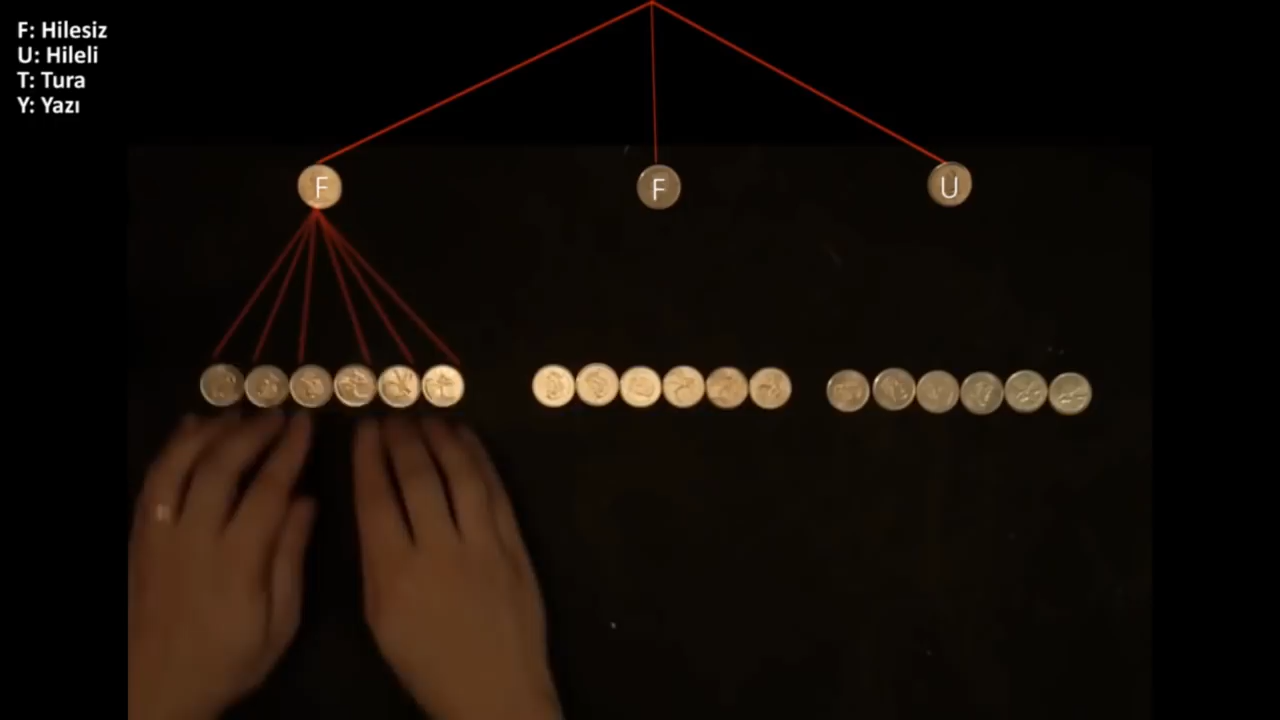 F: Hilesiz
U: Hileli
T: Tura
Y: Yazı
F
F
U